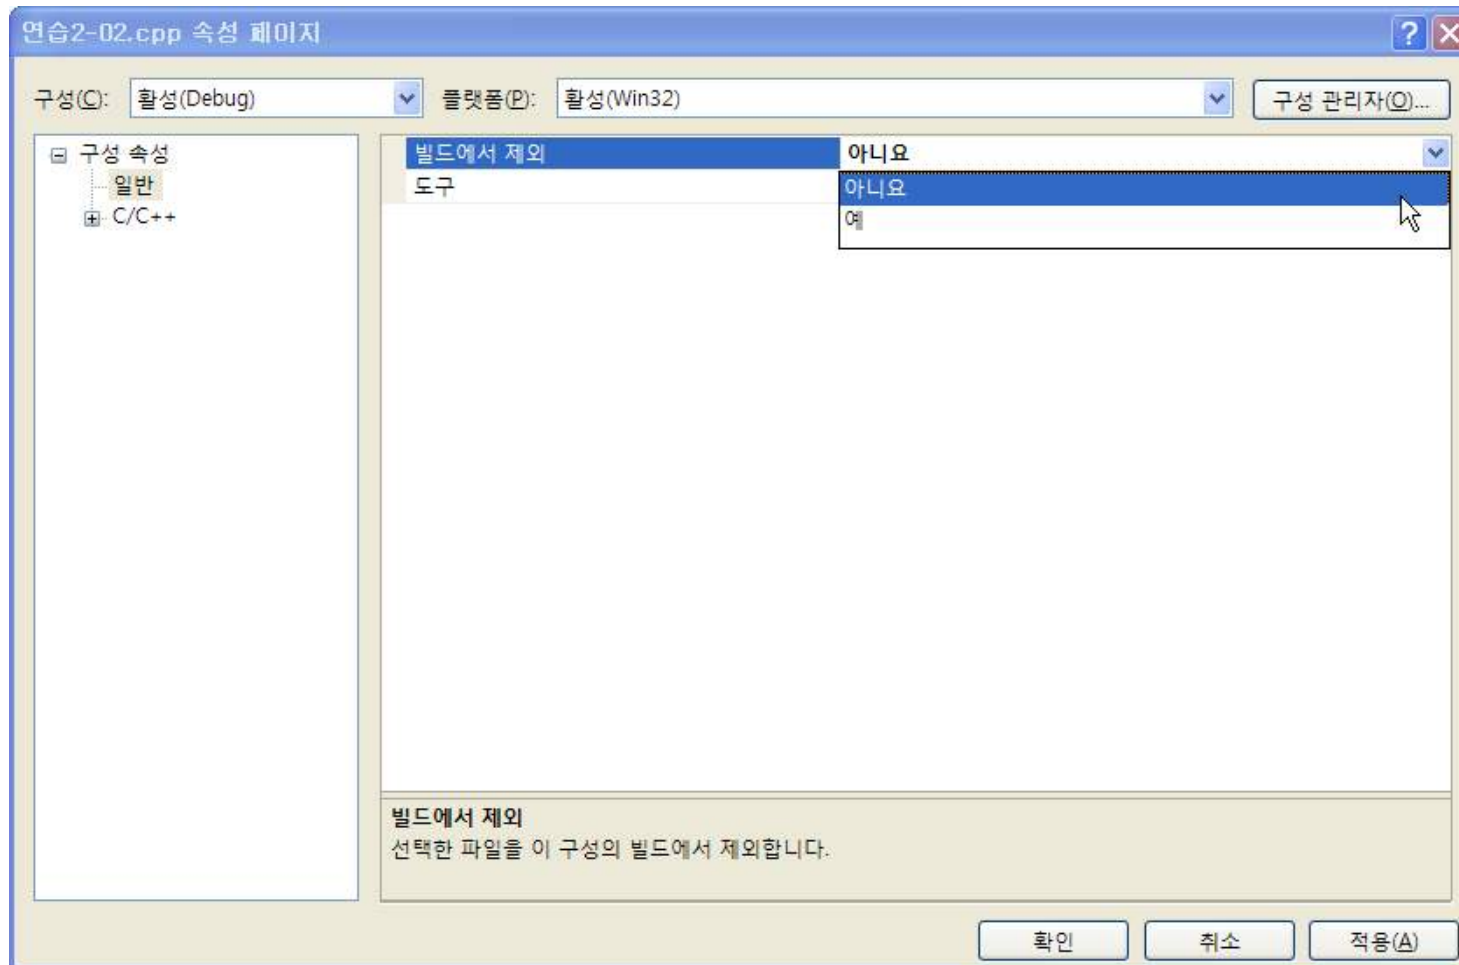 연습2-02.cpp 속성 페이지
구성(C): 활성(Debug) 플랫폼(P): 활성(Win32) 구성 관리자(O)...
구성 속성
일반
C/C++
빌드에서 제외 아니요
도구
아니요
예
빌드에서 제외
선택한 파일을 이 구성의 빌드에서 제외합니다.
확인 취소 적용(A)